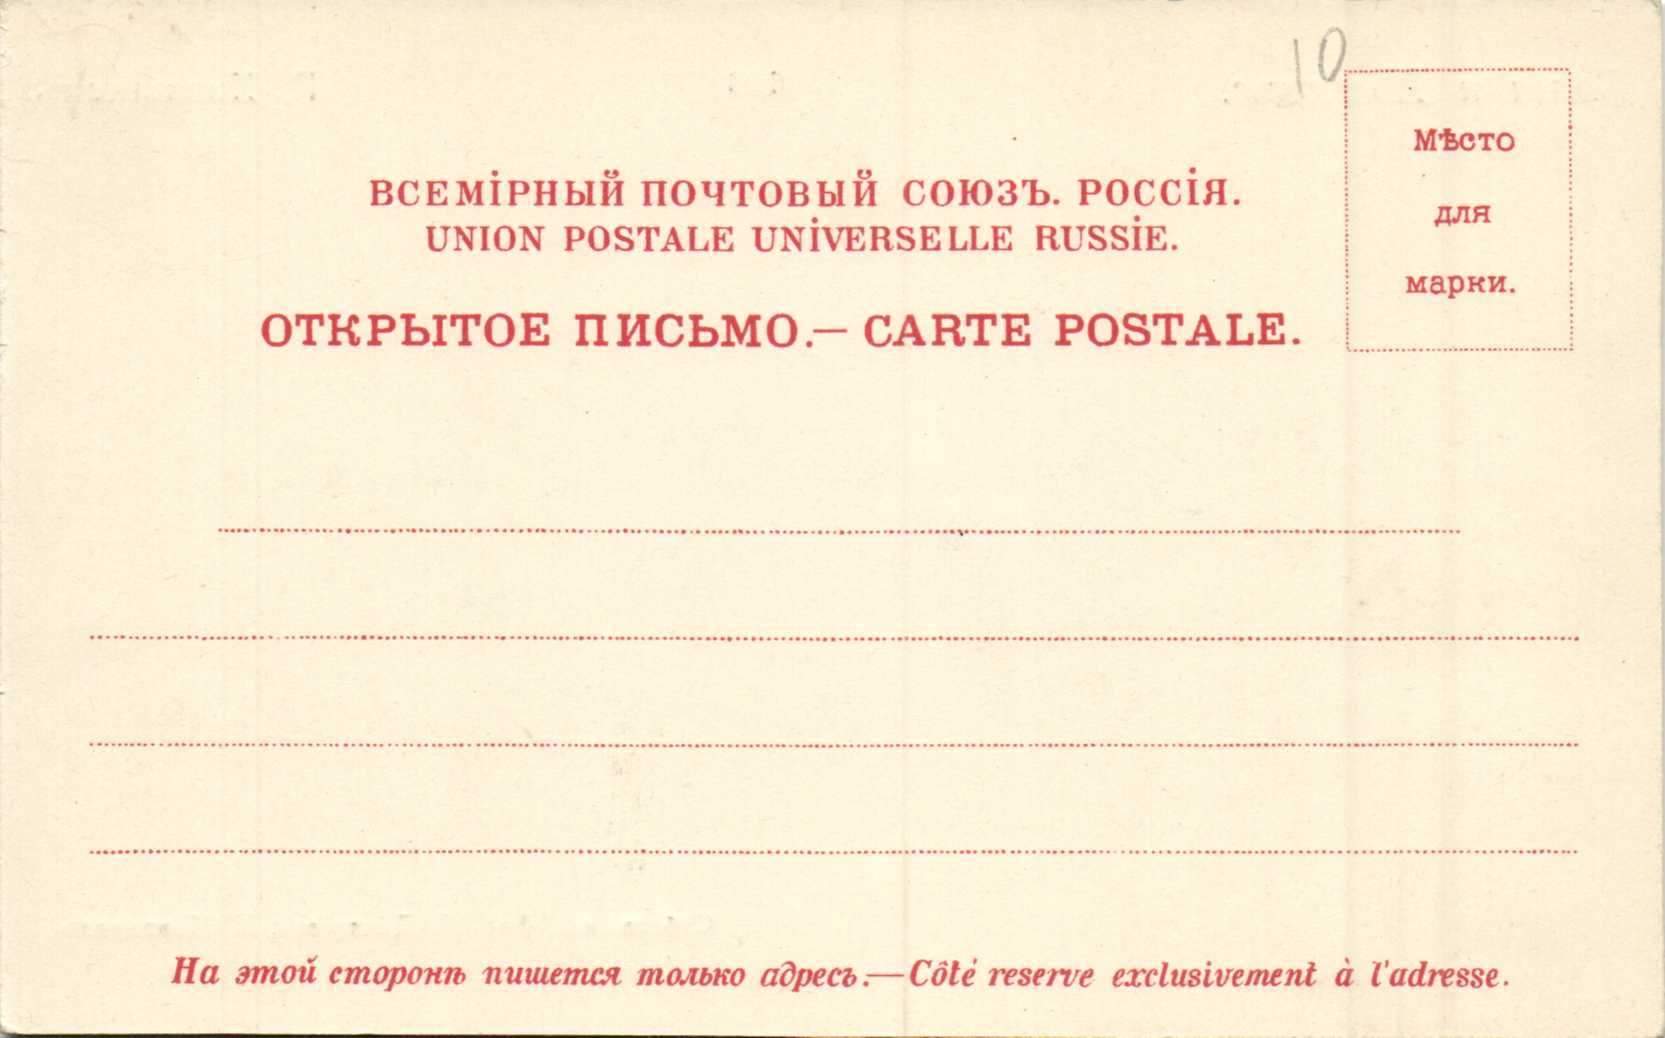 10
Мѣсто
для
марки.
ВСЕМІРНЫЙ ПОЧТОВЫЙ СОЮЗЪ. РОССІЯ.
UNION POSTALE UNIVERSELLE RUSSIE.
ОТКРЫТОЕ ПИСЬМО.— CARTE POSTALE.
На этой сторонѣ пишется только адресъ.—Côté reserve exclusivement à l'adresse.